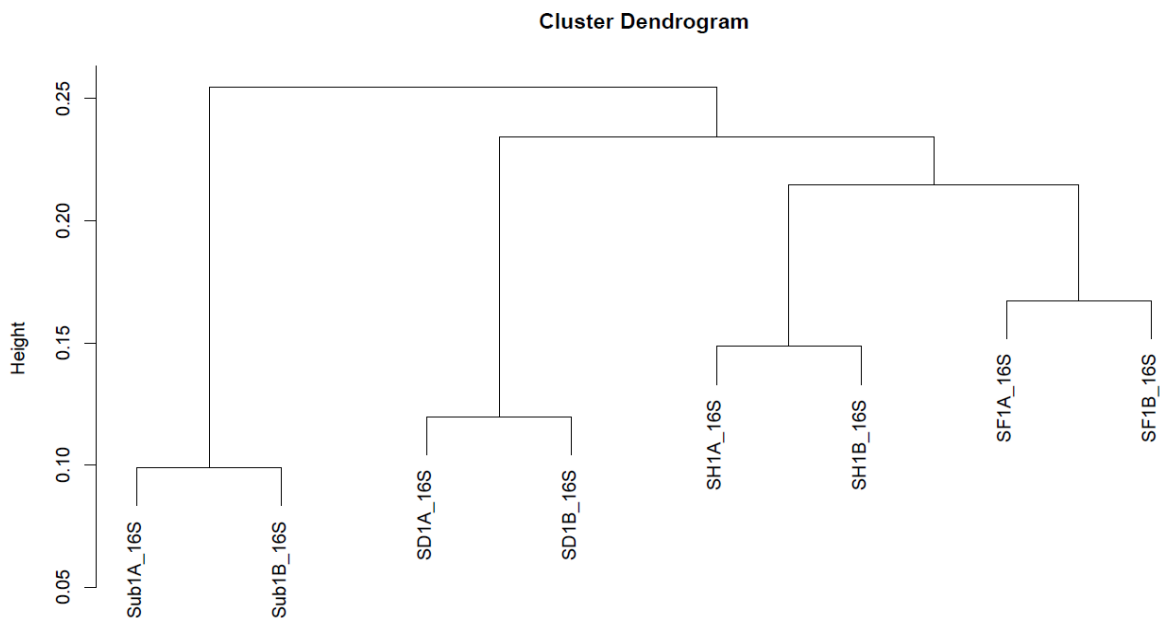 Cluster Dendrogram
Height
0.25
0.20
0.15
0.10
0.05
Sub1A_16S
Sub1B_16S
SD1A_16S
SD1B_16S
SH1A_16S
SH1B_16S
SF1A_16S
SF1B_16S